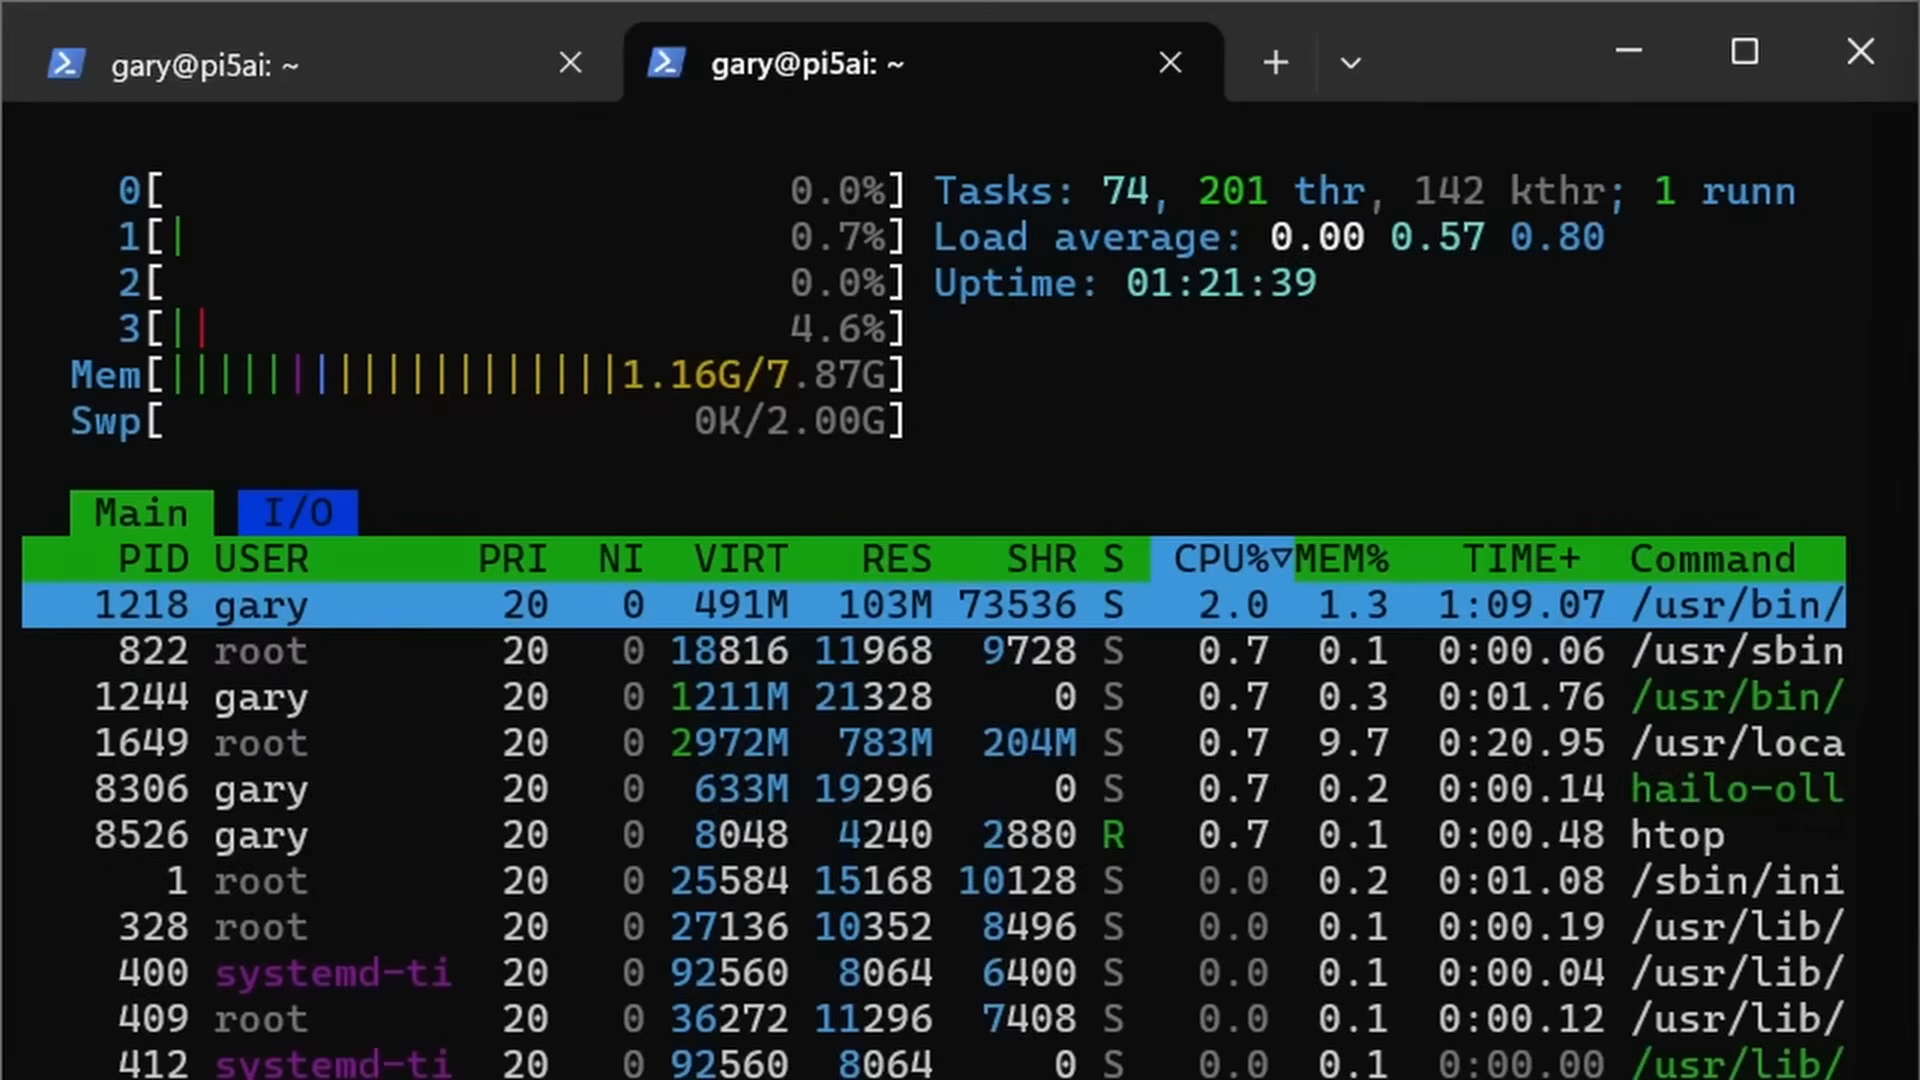 gary@pi5ai: ~
gary@pi5ai: ~
0[ 0.0%] Tasks: 74, 201 thr, 142 kthr; 1 runn
1[| 0.7%] Load average: 0.00 0.57 0.80
2[ 0.0%] Uptime: 01:21:39
3[|| 4.6%]
Mem[|||||||||||||||||||1.16G/7.87G]
Swp[ 0K/2.00G]
Main I/O
PID USER PRI NI VIRT RES SHR S CPU%▽MEM% TIME+ Command
1218 gary 20 0 491M 103M 73536 S 2.0 1.3 1:09.07 /usr/bin/
822 root 20 0 18816 11968 9728 S 0.7 0.1 0:00.06 /usr/sbin
1244 gary 20 0 1211M 21328 0 S 0.7 0.3 0:01.76 /usr/bin/
1649 root 20 0 2972M 783M 204M S 0.7 9.7 0:20.95 /usr/loca
8306 gary 20 0 633M 19296 0 S 0.7 0.2 0:00.14 hailo-oll
8526 gary 20 0 8048 4240 2880 R 0.7 0.1 0:00.48 htop
1 root 20 0 25584 15168 10128 S 0.0 0.2 0:01.08 /sbin/ini
328 root 20 0 27136 10352 8496 S 0.0 0.1 0:00.19 /usr/lib/
400 systemd-ti 20 0 92560 8064 6400 S 0.0 0.1 0:00.04 /usr/lib/
409 root 20 0 36272 11296 7408 S 0.0 0.1 0:00.12 /usr/lib/
412 systemd-ti 20 0 92560 8064 0 S 0.0 0.1 0:00.00 /usr/lib/